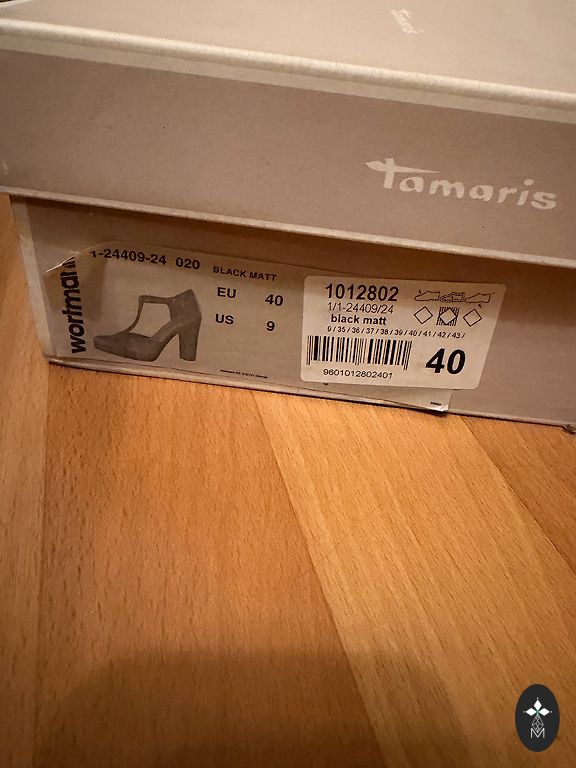 Tamaris
Tamaris
wortmann
1-24409-24 020 BLACK MATT
EU 40
US 9
1012802
1/1-24409/24
black matt
0 / 35 / 36 / 37 / 38 / 39 / 40 / 41 / 42 / 43 /
40
9601012802401
M